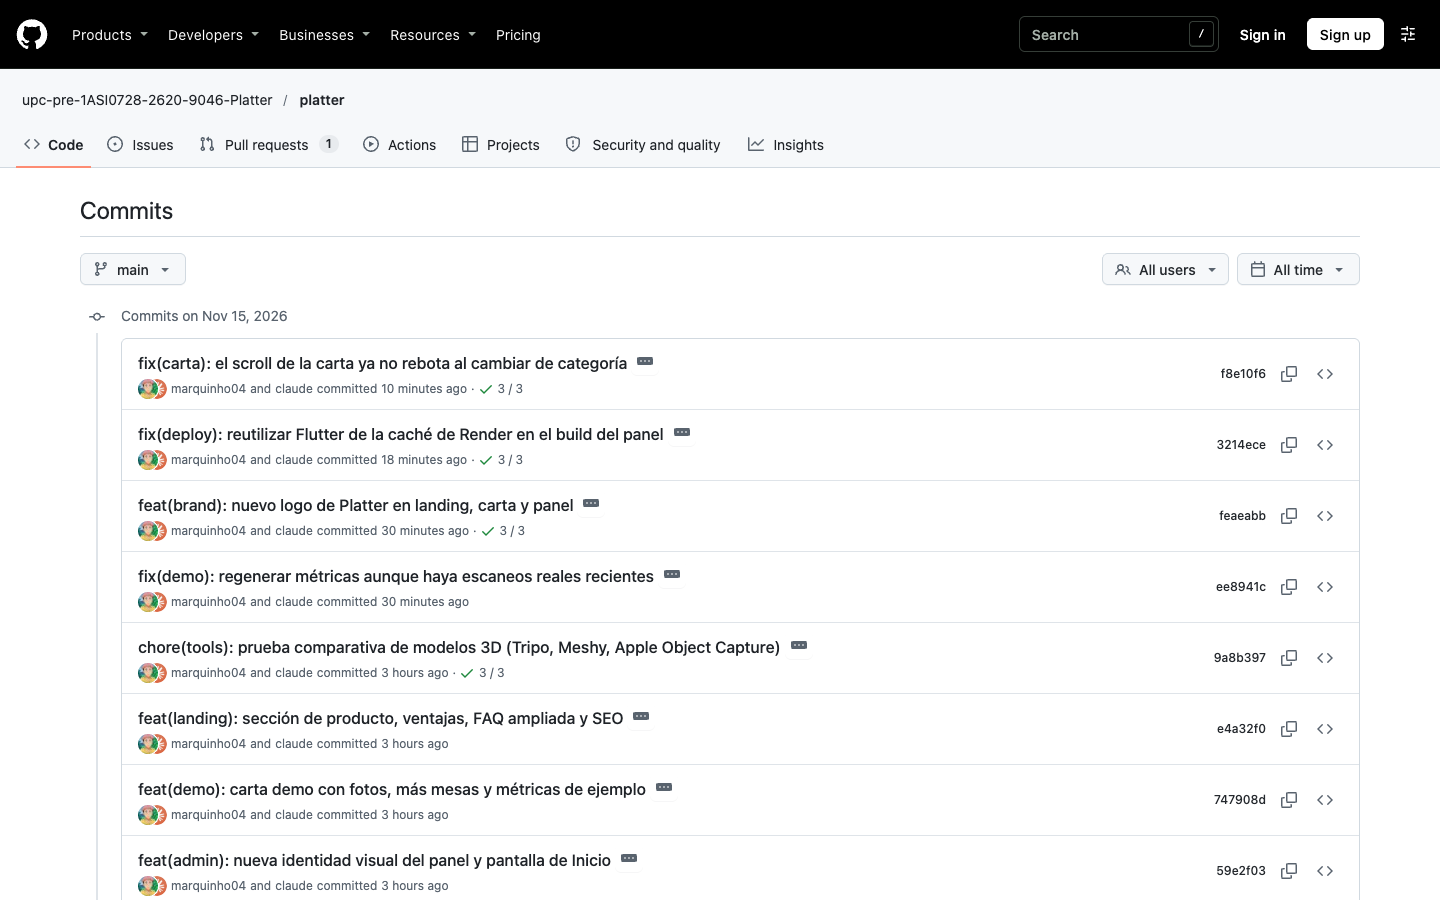 Products
Developers
Businesses
Resources
Pricing
Search
/
Sign in
Sign up
upc-pre-1ASI0728-2620-9046-Platter / platter
Code
Issues
Pull requests 1
Actions
Projects
Security and quality
Insights
Commits
main
All users
All time
Commits on Nov 15, 2026
fix(carta): el scroll de la carta ya no rebota al cambiar de categoría
marquinho04 and claude committed 10 minutes ago · 3 / 3
f8e10f6
fix(deploy): reutilizar Flutter de la caché de Render en el build del panel
marquinho04 and claude committed 18 minutes ago · 3 / 3
3214ece
feat(brand): nuevo logo de Platter en landing, carta y panel
marquinho04 and claude committed 30 minutes ago · 3 / 3
feaeabb
fix(demo): regenerar métricas aunque haya escaneos reales recientes
marquinho04 and claude committed 30 minutes ago
ee8941c
chore(tools): prueba comparativa de modelos 3D (Tripo, Meshy, Apple Object Capture)
marquinho04 and claude committed 3 hours ago · 3 / 3
9a8b397
feat(landing): sección de producto, ventajas, FAQ ampliada y SEO
marquinho04 and claude committed 3 hours ago
e4a32f0
feat(demo): carta demo con fotos, más mesas y métricas de ejemplo
marquinho04 and claude committed 3 hours ago
747908d
feat(admin): nueva identidad visual del panel y pantalla de Inicio
marquinho04 and claude committed 3 hours ago
59e2f03